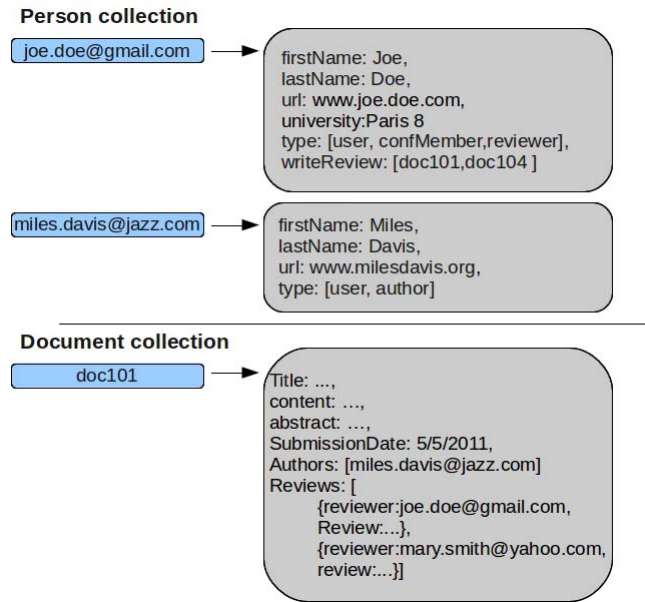 Person collection
joe.doe@gmail.com
firstName: Joe,
lastName: Doe,
url: www.joe.doe.com,
university:Paris 8
type: [user, confMember,reviewer],
writeReview: [doc101,doc104 ]
miles.davis@jazz.com
firstName: Miles,
lastName: Davis,
url: www.milesdavis.org,
type: [user, author]
Document collection
doc101
Title: ...,
content: ...,
abstract: ...,
SubmissionDate: 5/5/2011,
Authors: [miles.davis@jazz.com]
Reviews: [
{reviewer:joe.doe@gmail.com,
Review:...},
{reviewer:mary.smith@yahoo.com,
review:...}]